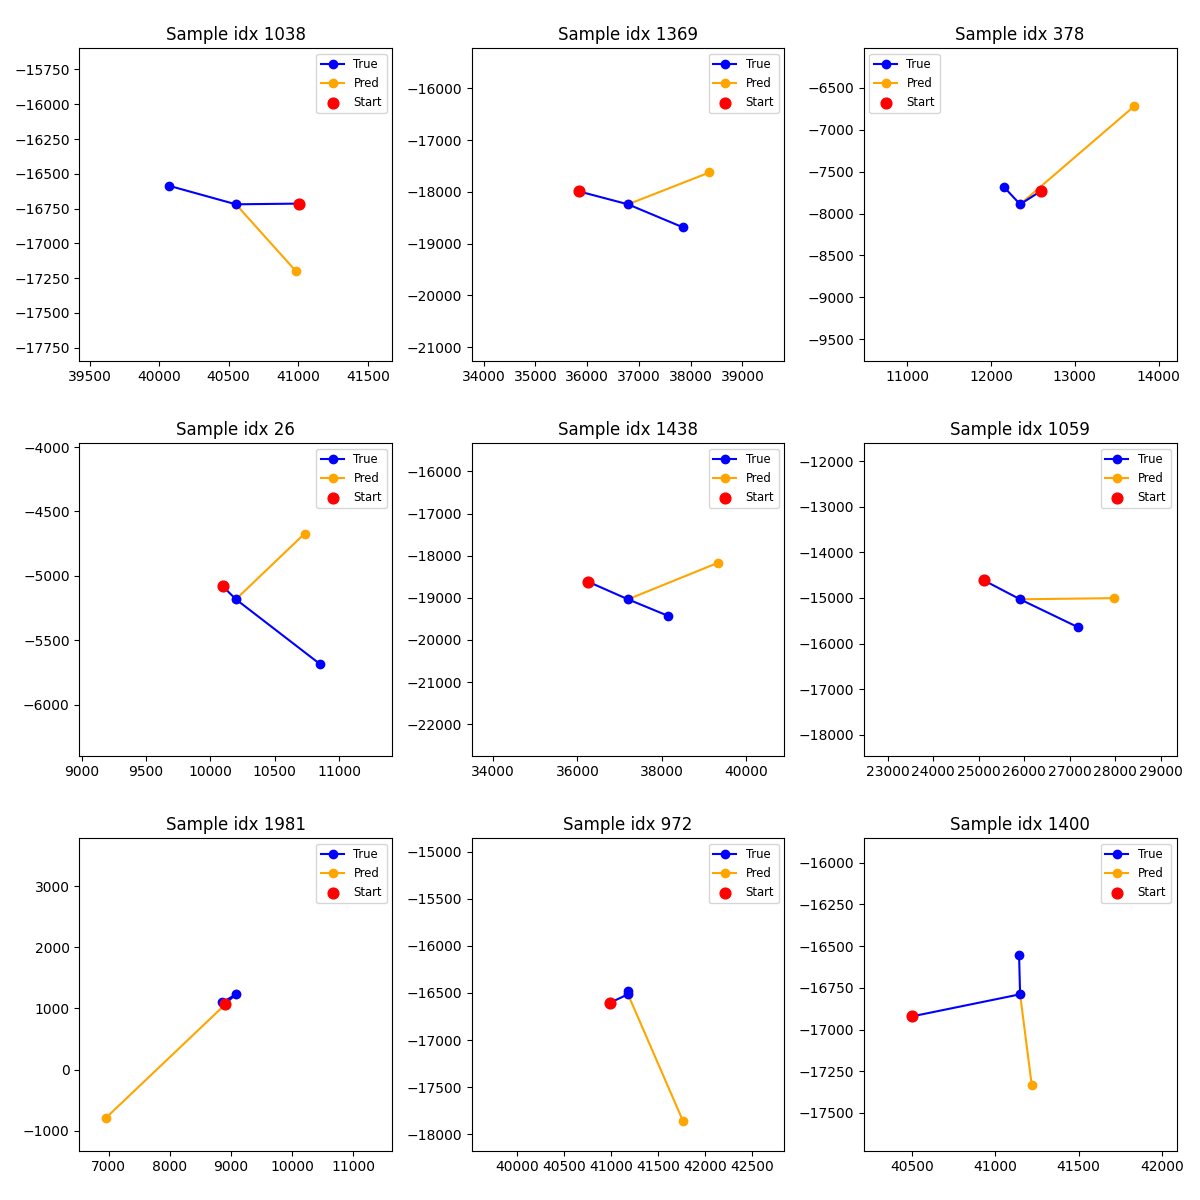 Sample idx 1038
Sample idx 1369
Sample idx 378
True
Pred
Start
True
Pred
Start
True
Pred
Start
−15750
−16000
−16250
−16500
−16750
−17000
−17250
−17500
−17750
39500 40000 40500 41000 41500
−16000
−17000
−18000
−19000
−20000
−21000
34000 35000 36000 37000 38000 39000
−6500
−7000
−7500
−8000
−8500
−9000
−9500
11000 12000 13000 14000
Sample idx 26
Sample idx 1438
Sample idx 1059
True
Pred
Start
True
Pred
Start
True
Pred
Start
−4000
−4500
−5000
−5500
−6000
9000 9500 10000 10500 11000
−16000
−17000
−18000
−19000
−20000
−21000
−22000
34000 36000 38000 40000
−12000
−13000
−14000
−15000
−16000
−17000
−18000
23000 24000 25000 26000 27000 28000 29000
Sample idx 1981
Sample idx 972
Sample idx 1400
True
Pred
Start
True
Pred
Start
True
Pred
Start
3000
2000
1000
0
−1000
7000 8000 9000 10000 11000
−15000
−15500
−16000
−16500
−17000
−17500
−18000
40000 40500 41000 41500 42000 42500
−16000
−16250
−16500
−16750
−17000
−17250
−17500
40500 41000 41500 42000